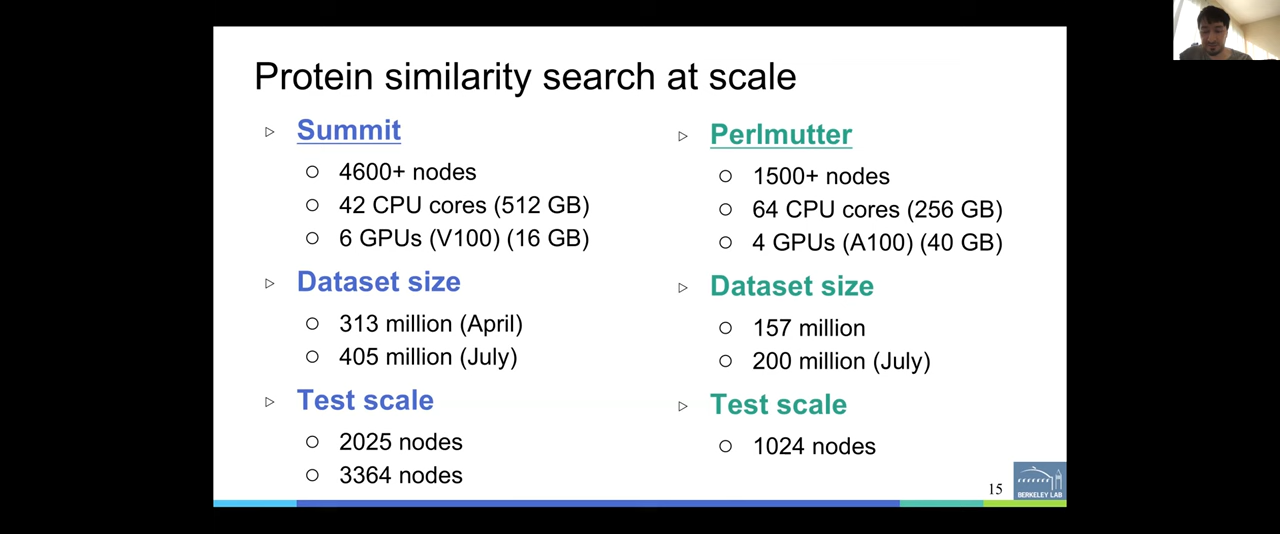 Protein similarity search at scale
Summit
4600+ nodes
42 CPU cores (512 GB)
6 GPUs (V100) (16 GB)
Dataset size
313 million (April)
405 million (July)
Test scale
2025 nodes
3364 nodes
Perlmutter
1500+ nodes
64 CPU cores (256 GB)
4 GPUs (A100) (40 GB)
Dataset size
157 million
200 million (July)
Test scale
1024 nodes
15
BERKELEY LAB